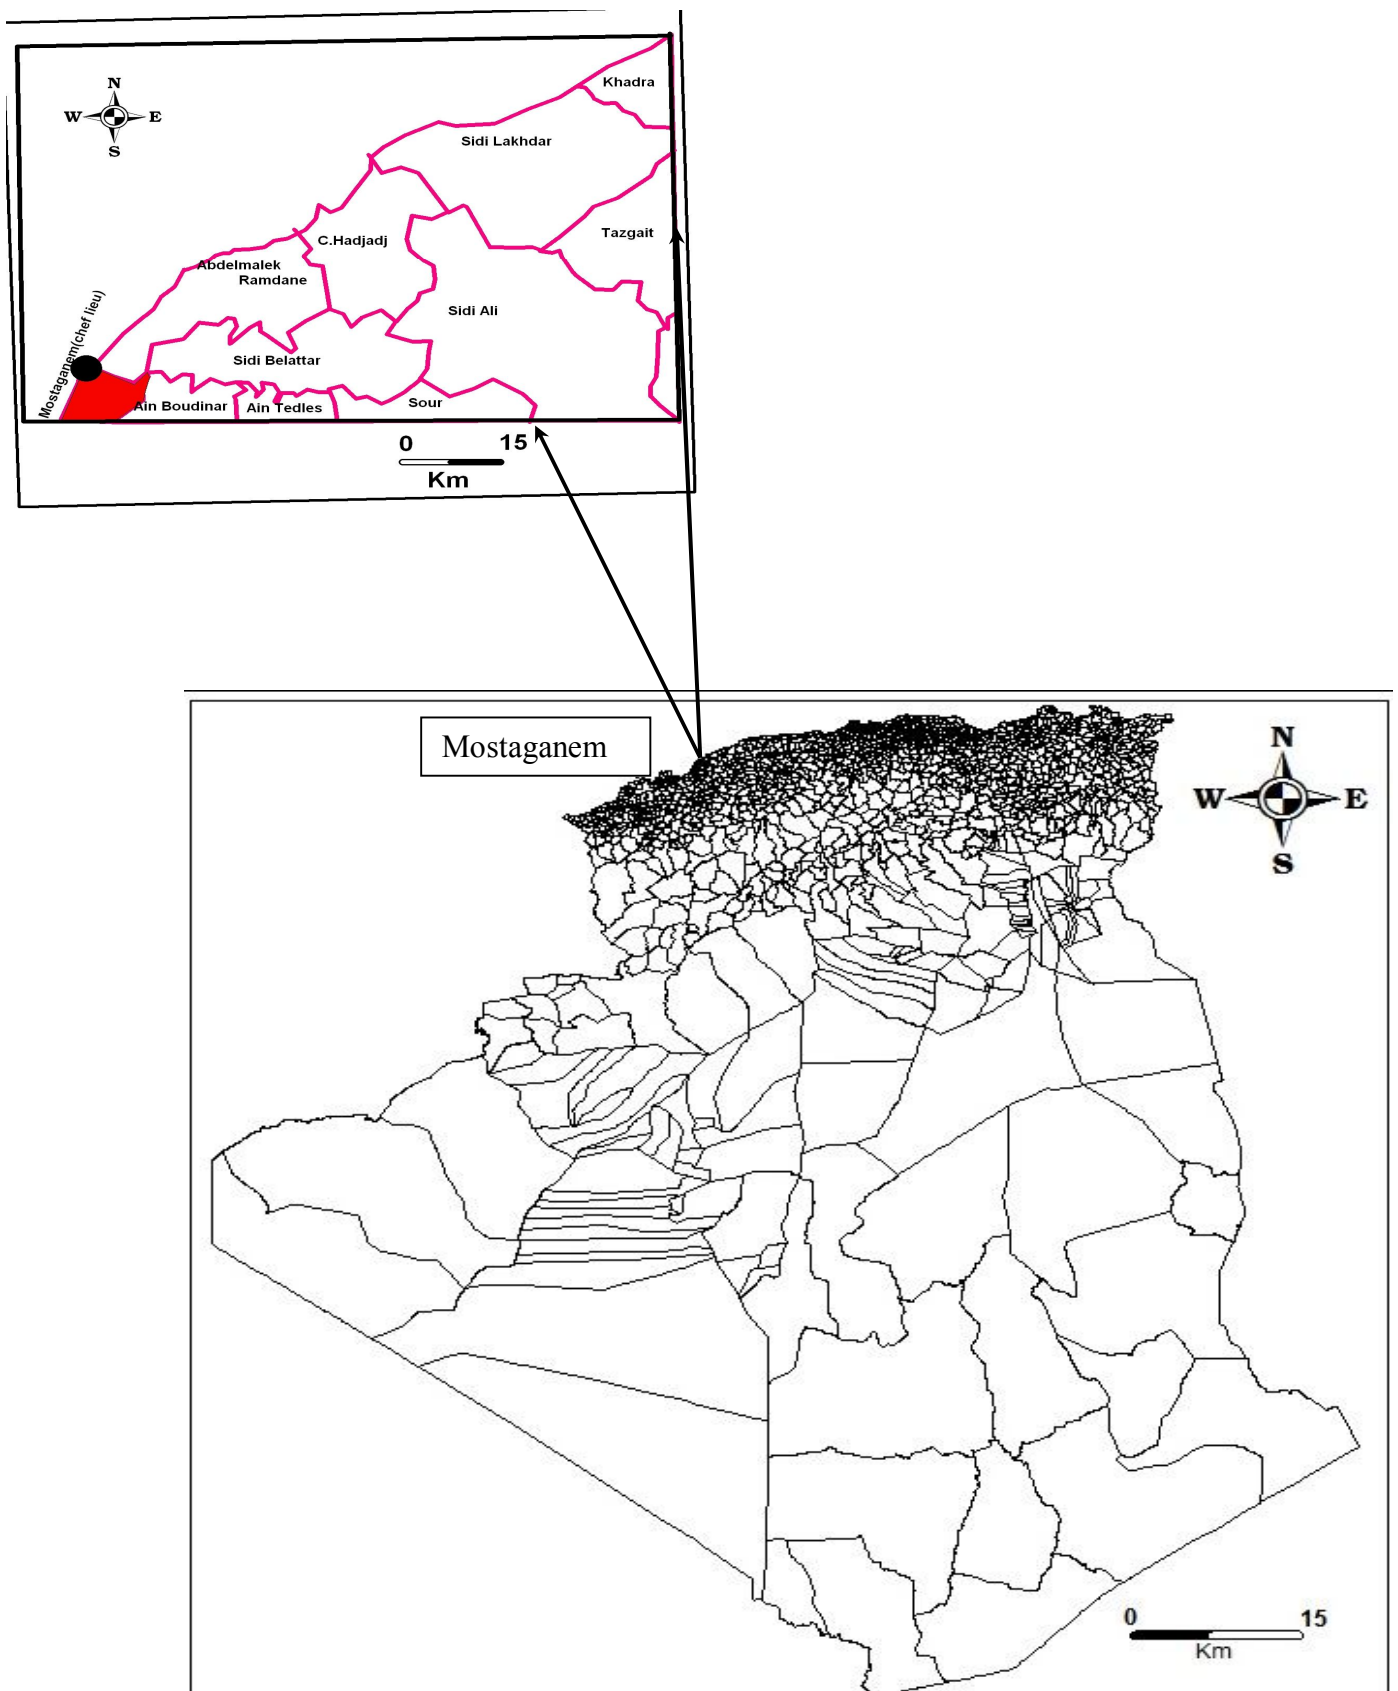 N
W E
S
Khadra
Sidi Lakhdar
Tazgait
C.Hadjadj
Abdelmalek
Ramdane
Sidi Ali
Mostaganem(chef lieu)
Sidi Belattar
Ain Boudinar
Ain Tedles
Sour
0 15
Km
Mostaganem
N
W E
S
0 15
Km